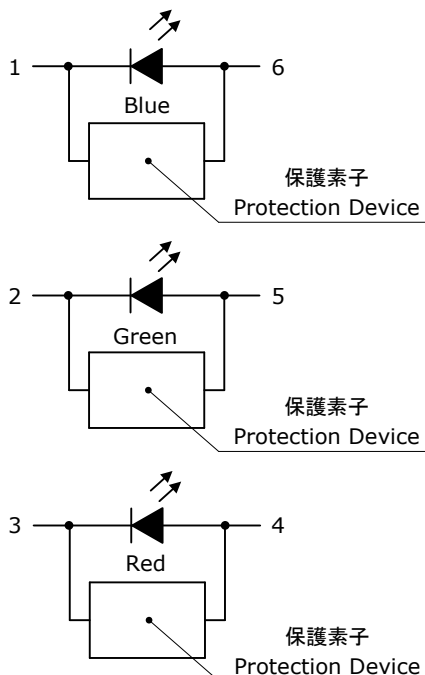 1
6
Blue
保護素子
Protection Device
2
5
Green
保護素子
Protection Device
3
4
Red
保護素子
Protection Device